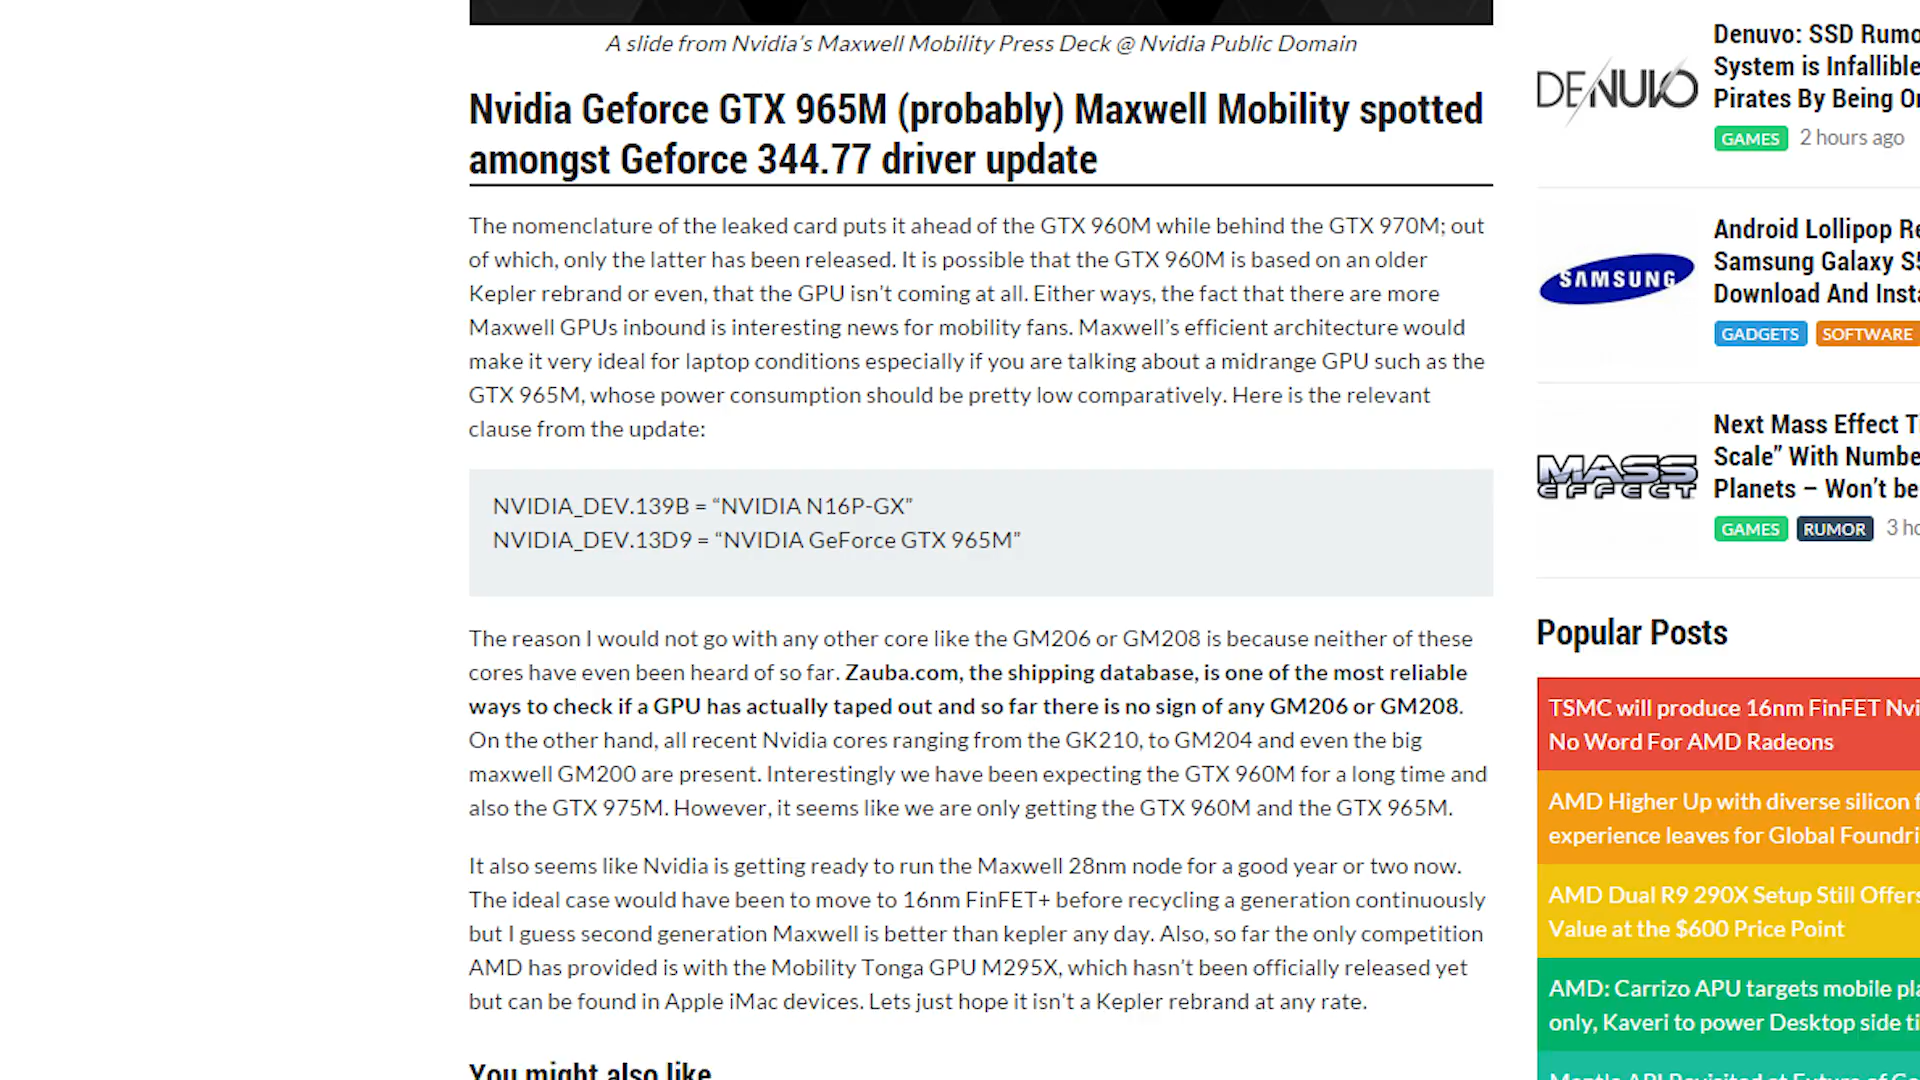 A slide from Nvidia’s Maxwell Mobility Press Deck @ Nvidia Public Domain
Nvidia Geforce GTX 965M (probably) Maxwell Mobility spotted
amongst Geforce 344.77 driver update
The nomenclature of the leaked card puts it ahead of the GTX 960M while behind the GTX 970M; out
of which, only the latter has been released. It is possible that the GTX 960M is based on an older
Kepler rebrand or even, that the GPU isn’t coming at all. Either ways, the fact that there are more
Maxwell GPUs inbound is interesting news for mobility fans. Maxwell’s efficient architecture would
make it very ideal for laptop conditions especially if you are talking about a midrange GPU such as the
GTX 965M, whose power consumption should be pretty low comparatively. Here is the relevant
clause from the update:
NVIDIA_DEV.139B = “NVIDIA N16P-GX”
NVIDIA_DEV.13D9 = “NVIDIA GeForce GTX 965M”
The reason I would not go with any other core like the GM206 or GM208 is because neither of these
cores have even been heard of so far. Zauba.com, the shipping database, is one of the most reliable
ways to check if a GPU has actually taped out and so far there is no sign of any GM206 or GM208.
On the other hand, all recent Nvidia cores ranging from the GK210, to GM204 and even the big
maxwell GM200 are present. Interestingly we have been expecting the GTX 960M for a long time and
also the GTX 975M. However, it seems like we are only getting the GTX 960M and the GTX 965M.
It also seems like Nvidia is getting ready to run the Maxwell 28nm node for a good year or two now.
The ideal case would have been to move to 16nm FinFET+ before recycling a generation continuously
but I guess second generation Maxwell is better than kepler any day. Also, so far the only competition
AMD has provided is with the Mobility Tonga GPU M295X, which hasn’t been officially released yet
but can be found in Apple iMac devices. Lets just hope it isn’t a Kepler rebrand at any rate.
You might also like
DENUVO
Denuvo: SSD Rumo
System is Infallible
Pirates By Being
GAMES 2 hours ago
SAMSUNG
Android Lollipop
Samsung Galaxy
Download And
GADGETS SOFTWARE
MASS
EFFECT
Next Mass Effect
Scale” With
Planets – Won’t be
GAMES RUMOR 3
Popular Posts
TSMC will produce 16nm FinFET
No Word For AMD Radeons
AMD Higher Up with diverse silicon
experience leaves for Global
AMD Dual R9 290X Setup Still
Value at the $600 Price Point
AMD: Carrizo APU targets mobile
only, Kaveri to power Desktop side